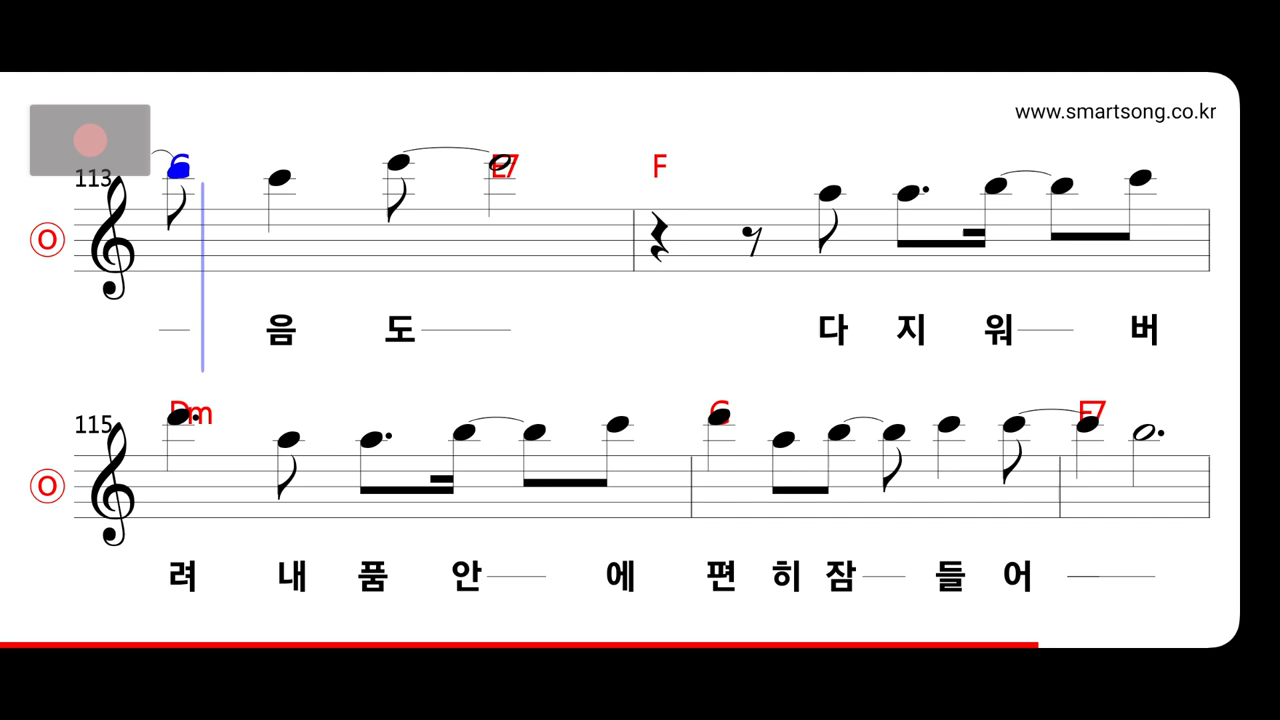 www.smartsong.co.kr
113 G E7 F
O
음 도 다 지 워 버
115 Dm G E7
O
려 내 품 안 에 편 히 잠 들 어